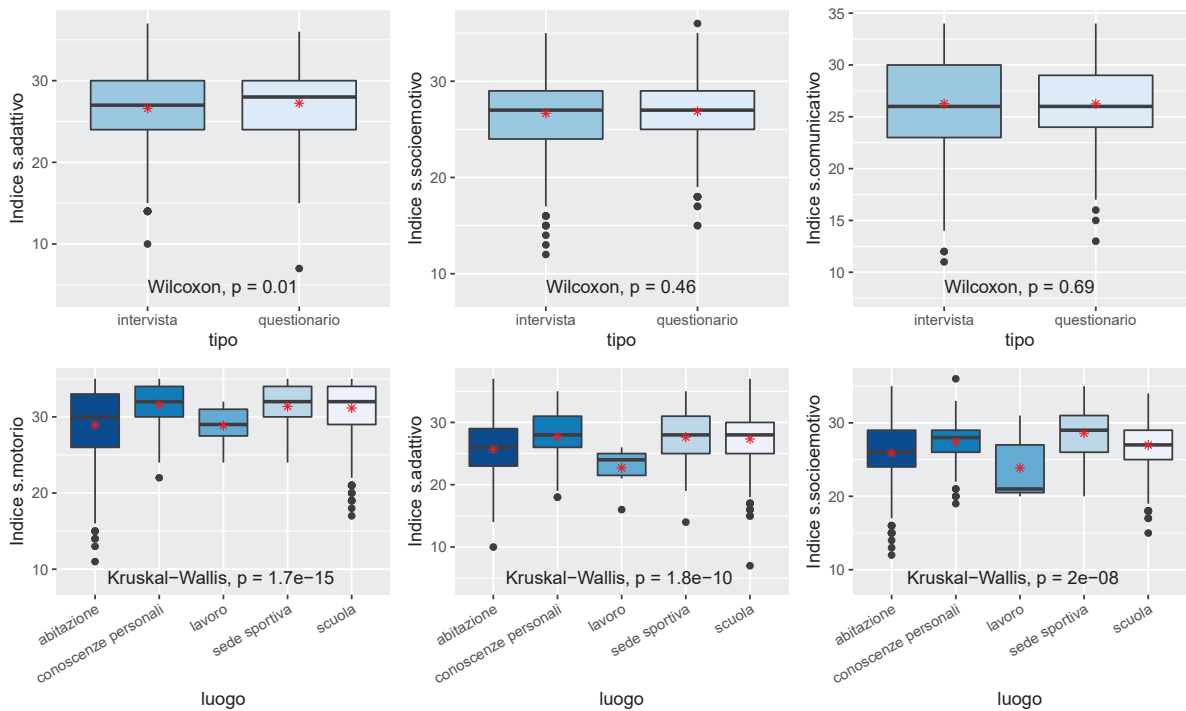 Indice s.adattivo
30
20
10
Wilcoxon, p = 0.01
intervista
questionario
tipo
Indice s.socioemotivo
30
20
10
Wilcoxon, p = 0.46
intervista
questionario
tipo
Indice s.comunicativo
35
30
25
20
15
10
Wilcoxon, p = 0.69
intervista
questionario
tipo
Indice s.motorio
30
20
10
Kruskal−Wallis, p = 1.7e−15
abitazione
conoscenze personali
lavoro
sede sportiva
scuola
luogo
Indice s.adattivo
30
20
10
Kruskal−Wallis, p = 1.8e−10
abitazione
conoscenze personali
lavoro
sede sportiva
scuola
luogo
Indice s.socioemotivo
30
20
10
Kruskal−Wallis, p = 2e−08
abitazione
conoscenze personali
lavoro
sede sportiva
scuola
luogo